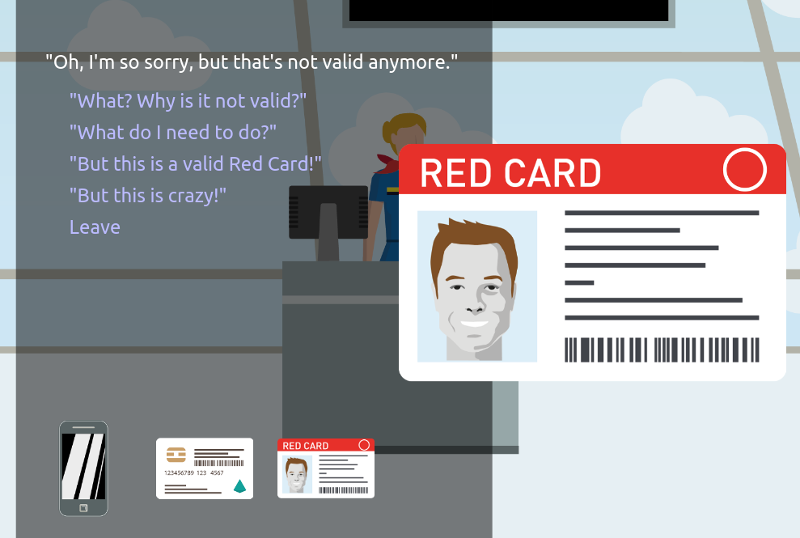 "Oh, I'm so sorry, but that's not valid anymore."
"What? Why is it not valid?"
"What do I need to do?"
"But this is a valid Red Card!"
"But this is crazy!"
Leave
RED CARD
123456789 123 4567
RED CARD